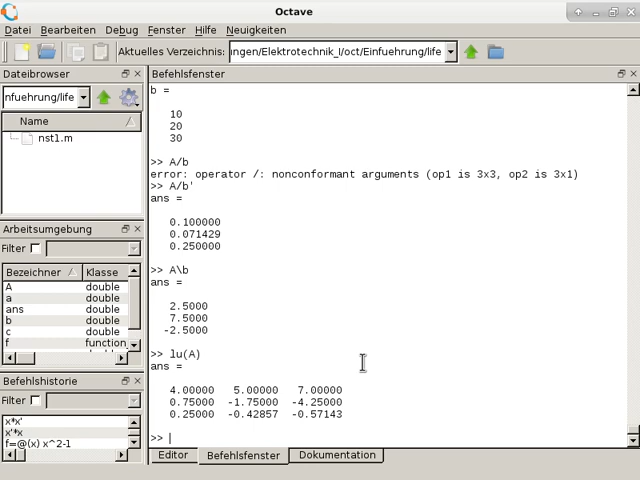 Octave
Datei Bearbeiten Debug Fenster Hilfe Neuigkeiten
Aktuelles Verzeichnis: ungen/Elektrotechnik_I/oct/Einfuehrung/life
Dateibrowser
nfuehrung/life
Name
nst1.m
Arbeitsumgebung
Filter
Bezeichner Klasse
A double
a double
ans double
b double
c double
f function
Befehlshistorie
Filter
x*x'
x'*x
f=@(x) x^2-1
Befehlsfenster
b =
10
20
30
>> A/b
error: operator /: nonconformant arguments (op1 is 3x3, op2 is 3x1)
>> A/b'
ans =
0.100000
0.071429
0.250000
>> A\b
ans =
2.5000
7.5000
-2.5000
>> lu(A)
ans =
4.00000 5.00000 7.00000
0.75000 -1.75000 -4.25000
0.25000 -0.42857 -0.57143
>>
Editor Befehlsfenster Dokumentation